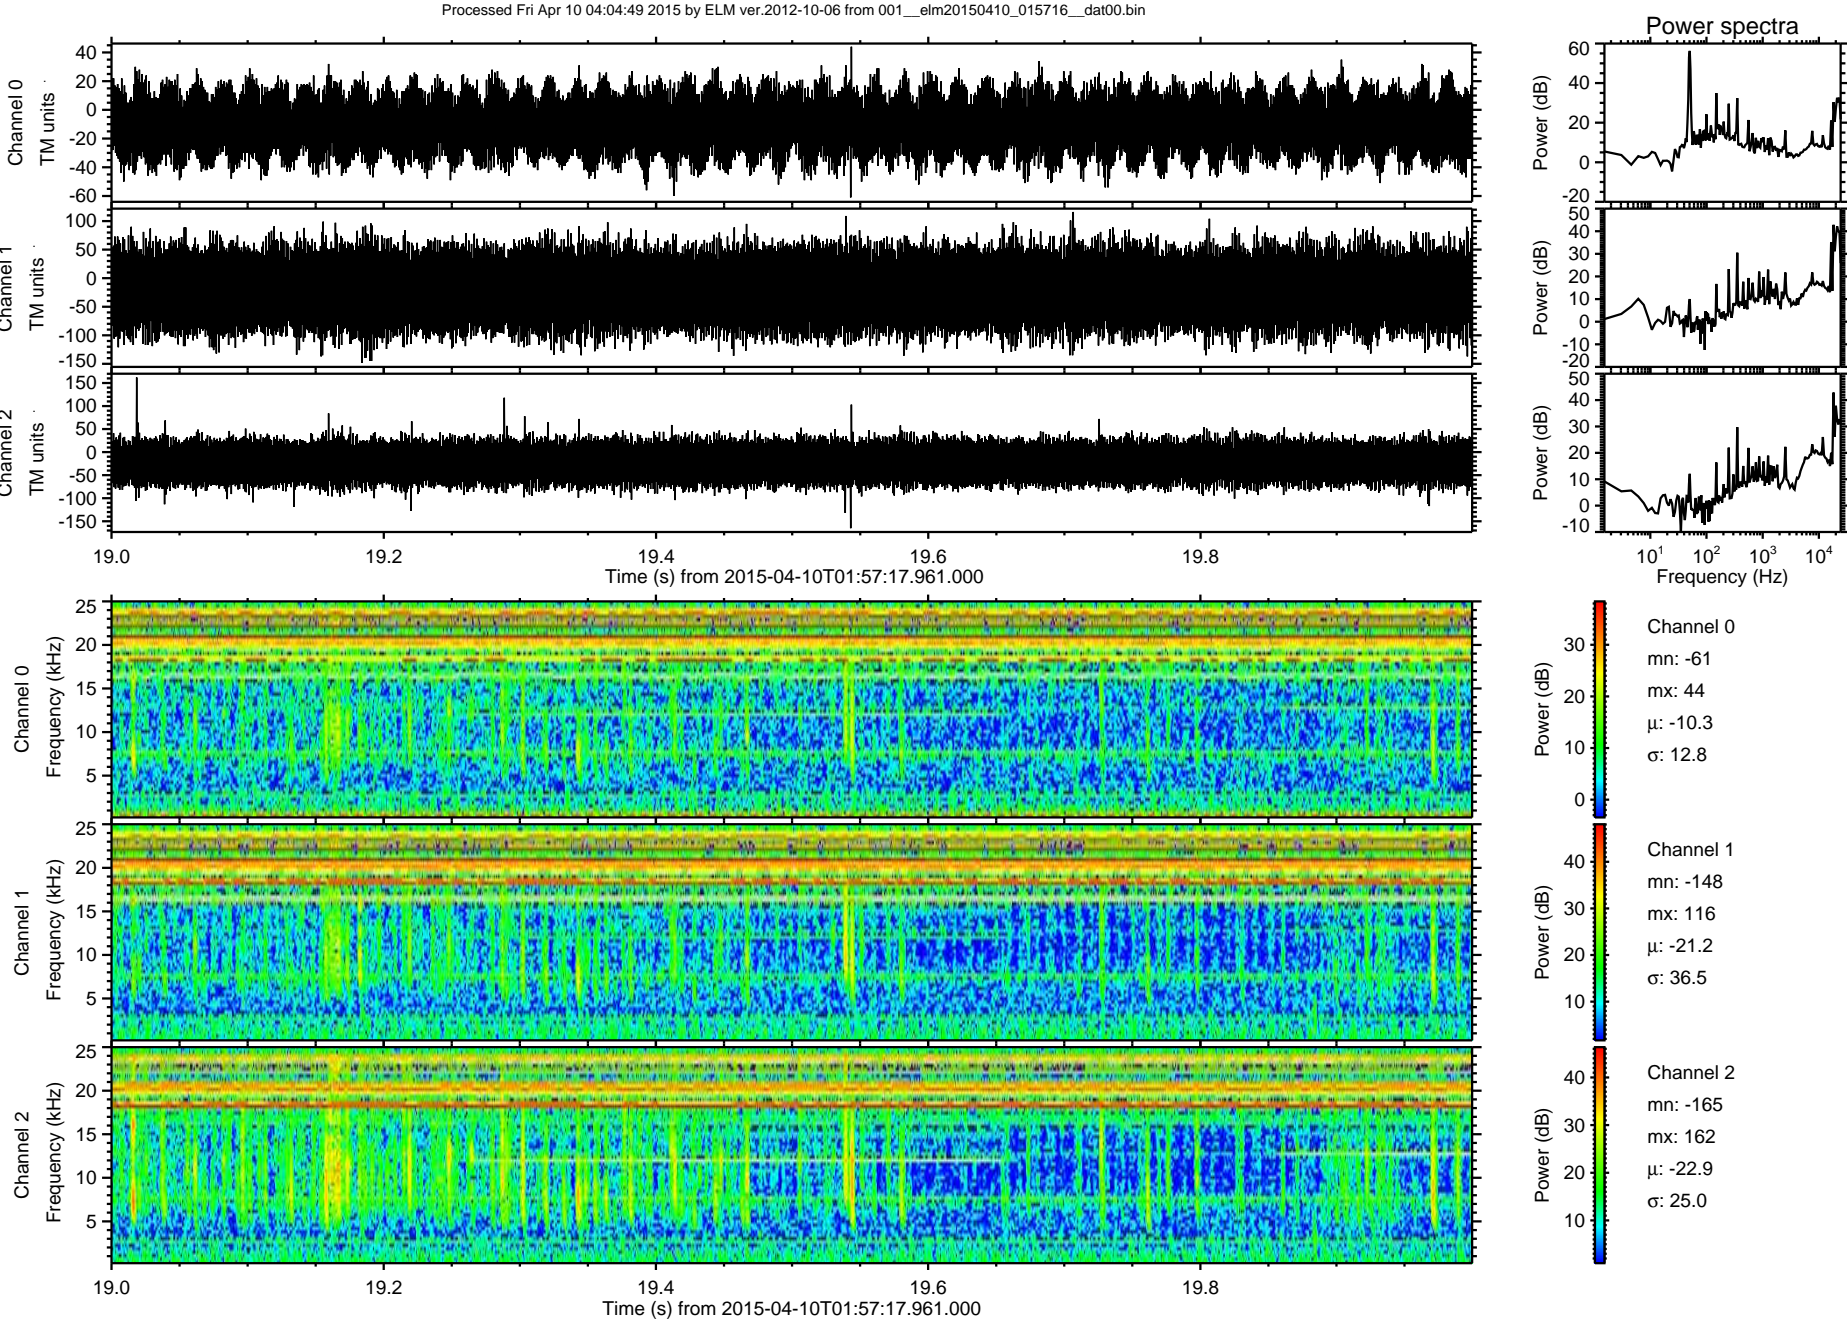 Processed Fri Apr 10 04:04:49 2015 by ELM ver.2012-10-06 from 001__elm20150410_015716__dat00.bin
Power spectra
Channel 0
TM units
40
20
0
-20
-40
-60
Power (dB)
60
40
20
0
-20
Channel 1
TM units
100
50
0
-50
-100
-150
Power (dB)
50
40
30
20
10
0
-10
-20
Channel 2
TM units
150
100
50
0
-50
-100
-150
Power (dB)
50
40
30
20
10
0
-10
19.0 19.2 19.4 19.6 19.8
Time (s) from 2015-04-10T01:57:17.961.000
10^1 10^2 10^3 10^4
Frequency (Hz)
Channel 0
Frequency (kHz)
25
20
15
10
5
Power (dB)
30
20
10
0
Channel 0
mn: -61
mx: 44
μ: -10.3
σ: 12.8
Channel 1
Frequency (kHz)
25
20
15
10
5
Power (dB)
40
30
20
10
Channel 1
mn: -148
mx: 116
μ: -21.2
σ: 36.5
Channel 2
Frequency (kHz)
25
20
15
10
5
Power (dB)
40
30
20
10
Channel 2
mn: -165
mx: 162
μ: -22.9
σ: 25.0
19.0 19.2 19.4 19.6 19.8
Time (s) from 2015-04-10T01:57:17.961.000